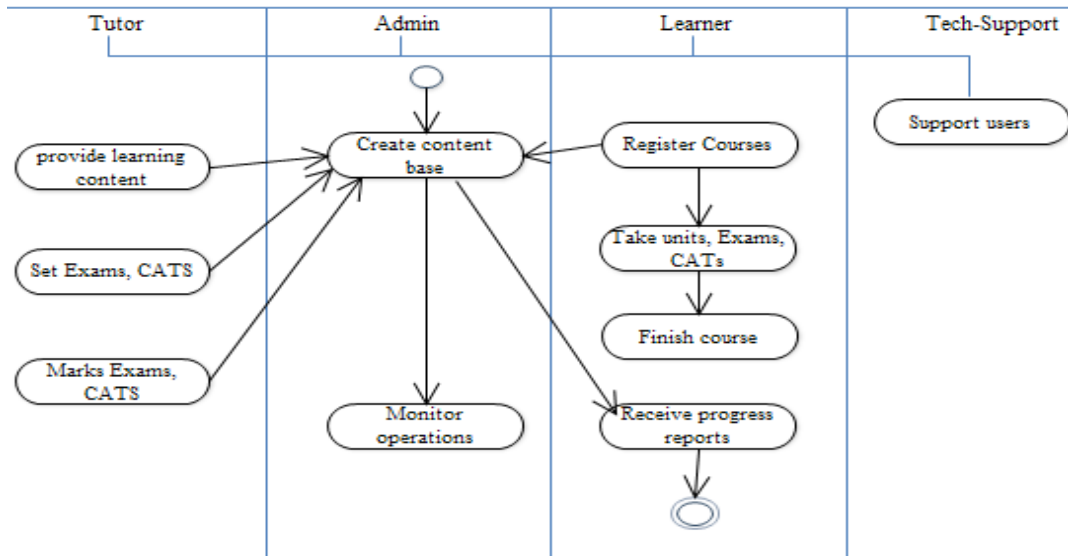 Tutor
Admin
Learner
Tech-Support
Support users
Create content
base
Register Courses
provide learning
content
Take units, Exams,
CATs
Set Exams, CATS
Finish course
Marks Exams,
CATS
Monitor
operations
Receive progress
reports